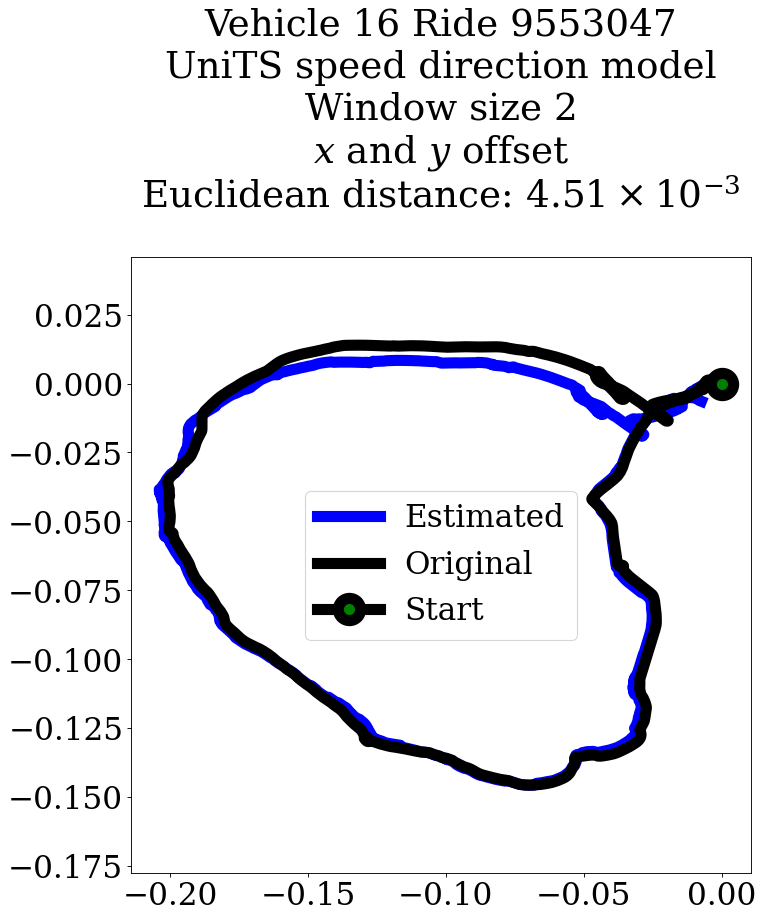 Vehicle 16 Ride 9553047
UniTS speed direction model
Window size 2
x and y offset
Euclidean distance: 4.51 × 10⁻³
0.025
0.000
−0.025
−0.050
−0.075
−0.100
−0.125
−0.150
−0.175
Estimated
Original
Start
−0.20 −0.15 −0.10 −0.05 0.00